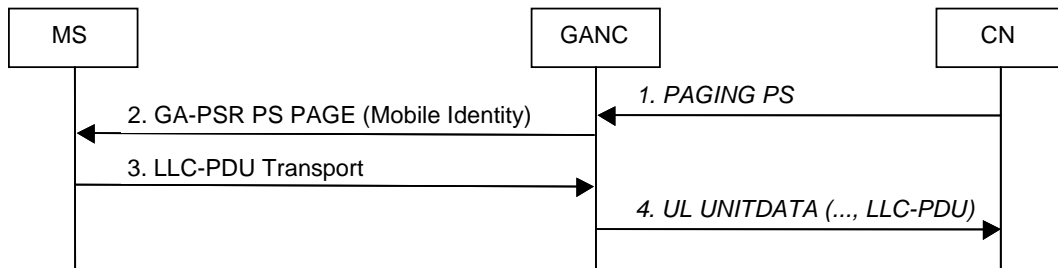 MS
GANC
CN
1. PAGING PS
2. GA-PSR PS PAGE (Mobile Identity)
3. LLC-PDU Transport
4. UL UNITDATA (..., LLC-PDU)